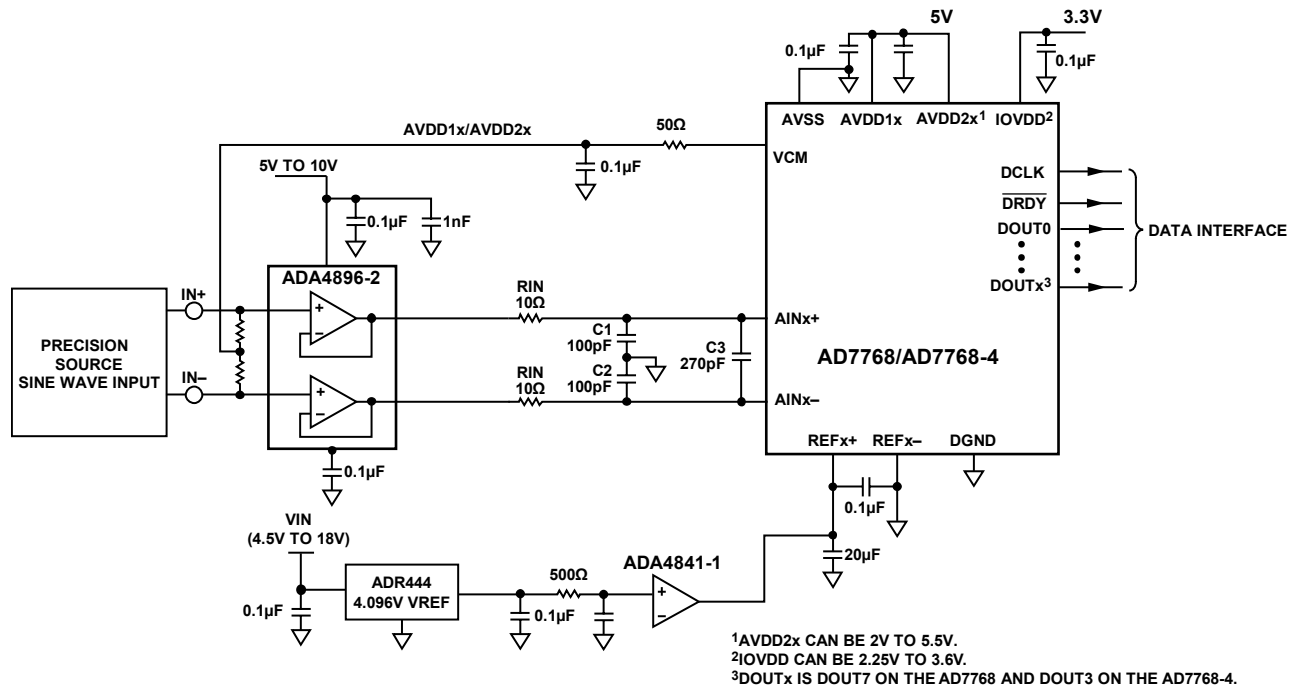 5V
3.3V
0.1µF
0.1µF
AVSS
AVDD1x
AVDD2x¹
IOVDD²
AVDD1x/AVDD2x
50Ω
VCM
0.1µF
5V TO 10V
0.1µF
1nF
DCLK
DRDY
DOUT0
DOUTx³
DATA INTERFACE
ADA4896-2
PRECISION
SOURCE
SINE WAVE INPUT
IN+
IN–
+
–
+
–
RIN
10Ω
RIN
10Ω
C1
100pF
C2
100pF
C3
270pF
AINx+
AINx–
AD7768/AD7768-4
REFx+
REFx–
DGND
0.1µF
0.1µF
20µF
VIN
(4.5V TO 18V)
0.1µF
ADR444
4.096V VREF
0.1µF
500Ω
ADA4841-1
+
–
¹AVDD2x CAN BE 2V TO 5.5V.
²IOVDD CAN BE 2.25V TO 3.6V.
³DOUTx IS DOUT7 ON THE AD7768 AND DOUT3 ON THE AD7768-4.